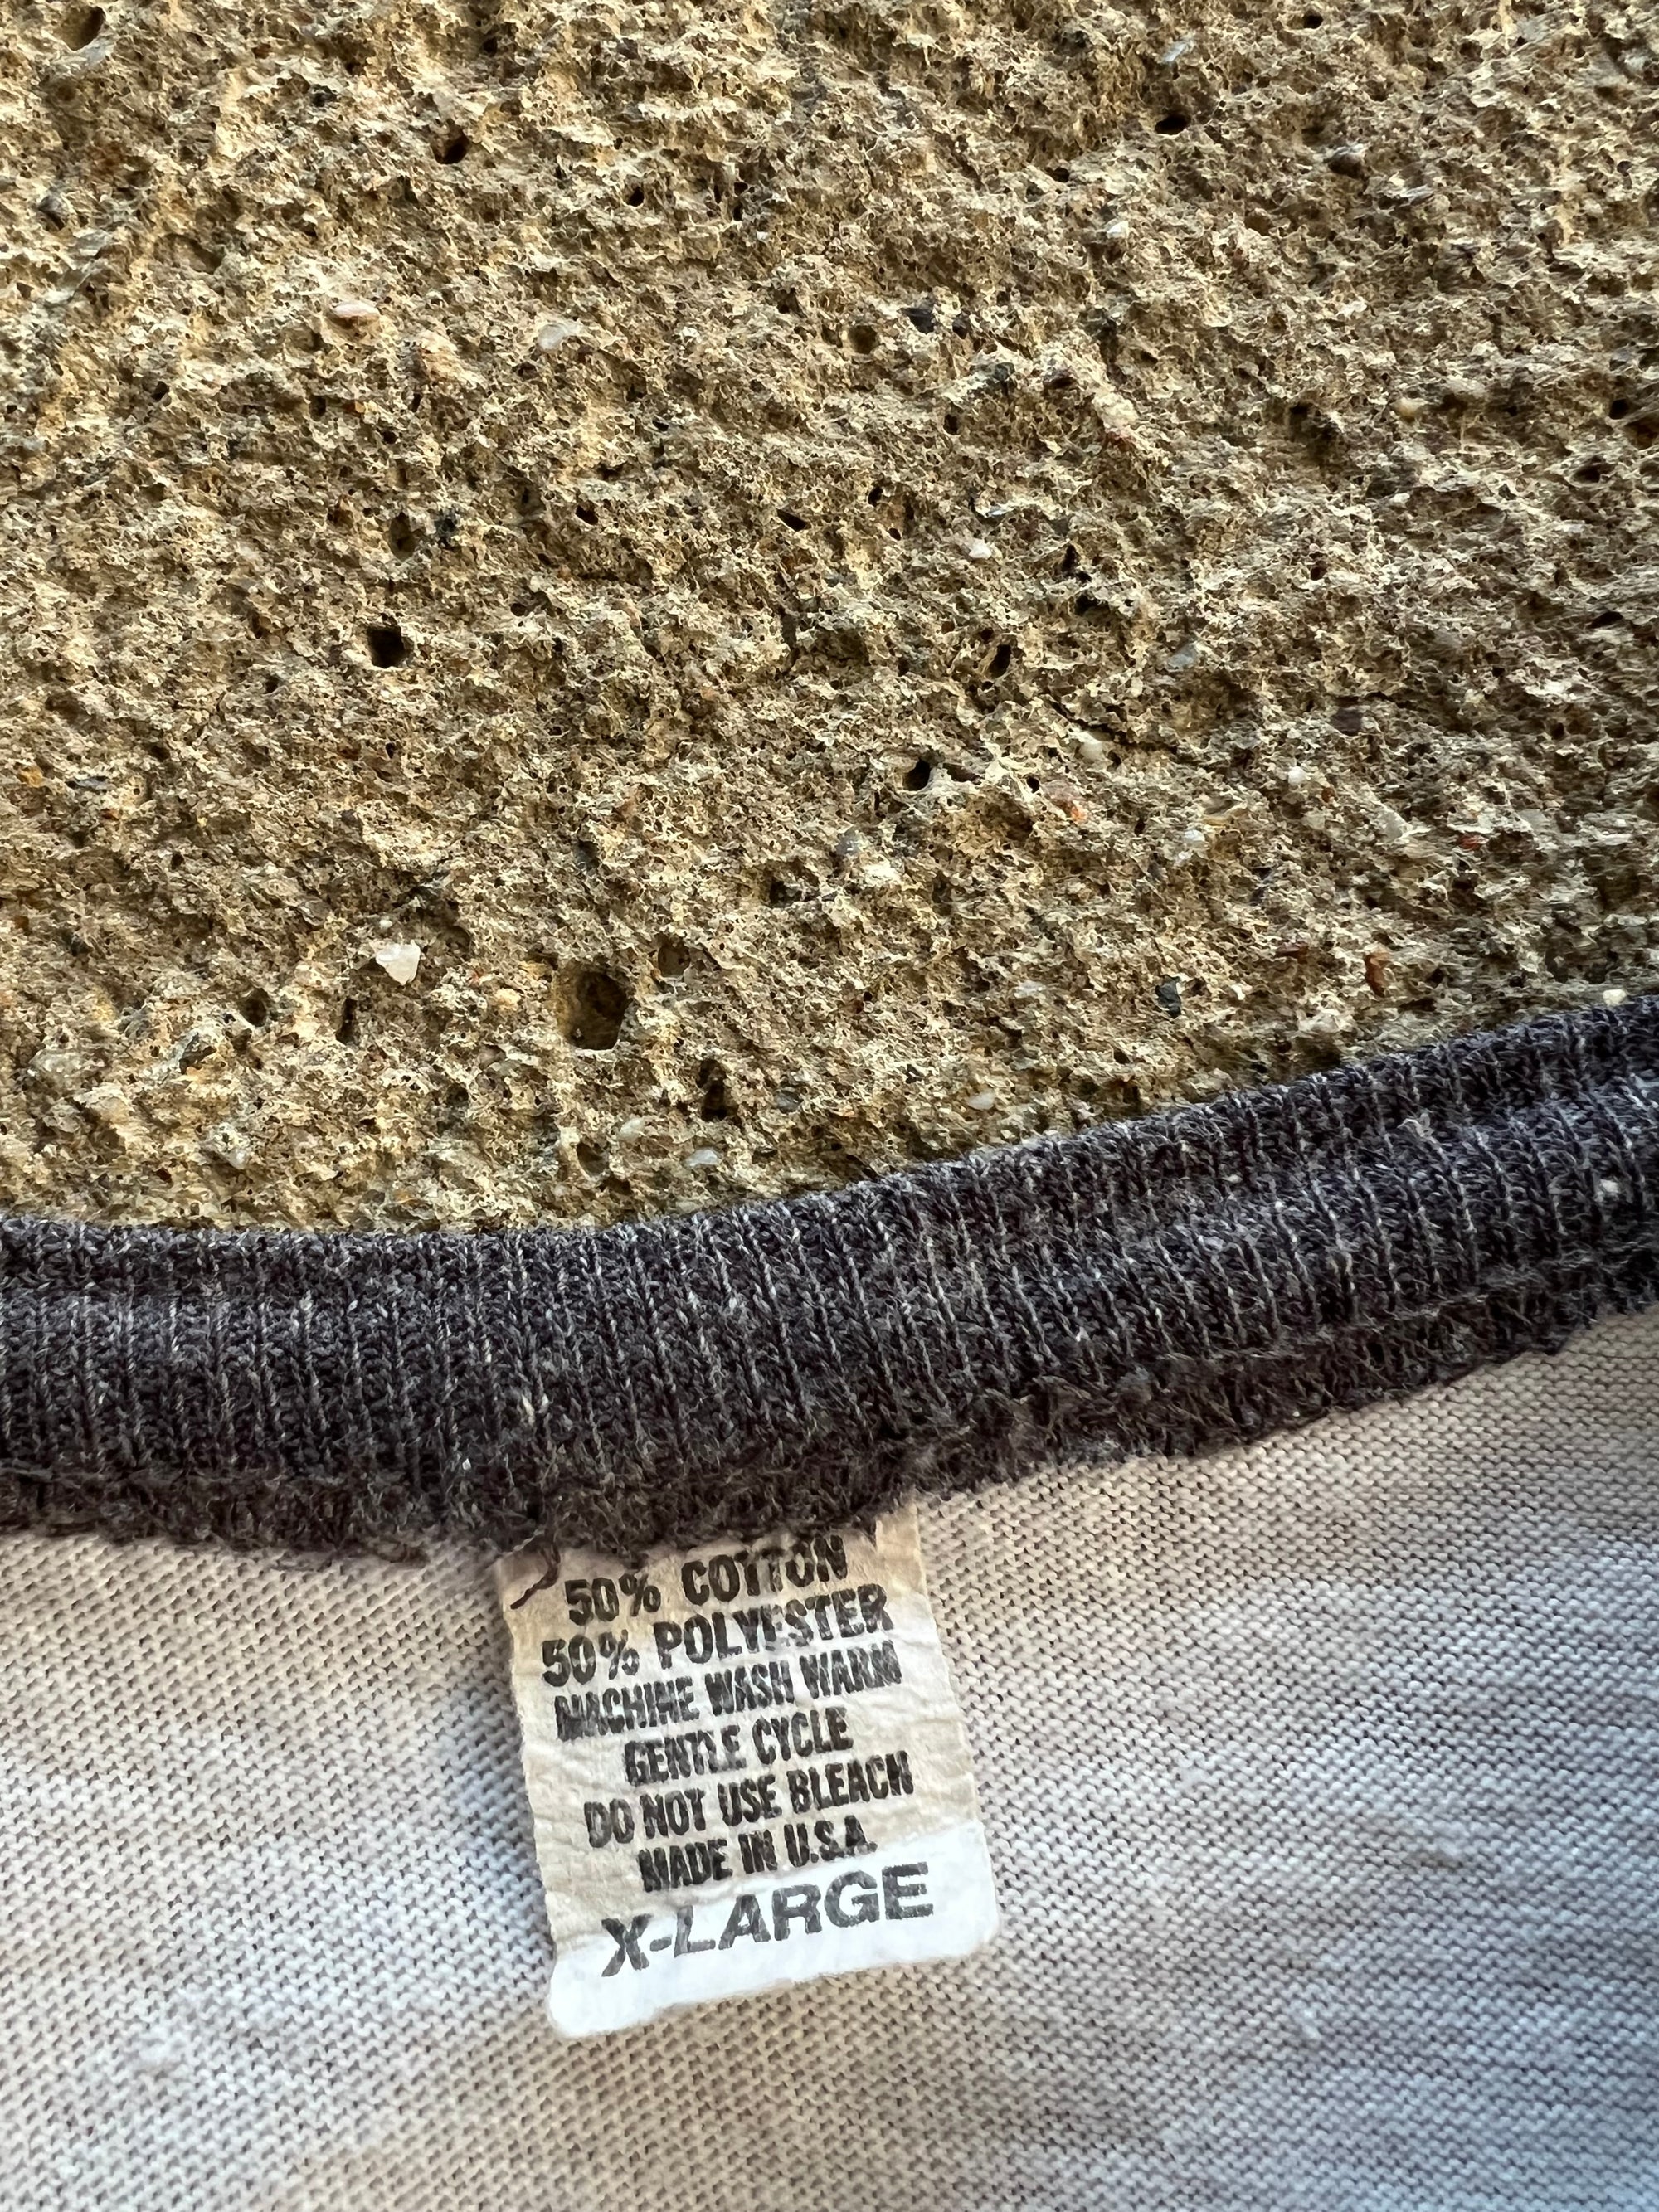 50% COTTON
50% POLYESTER
MACHINE WASH WARM
GENTLE CYCLE
DO NOT USE BLEACH
MADE IN U.S.A.
X-LARGE